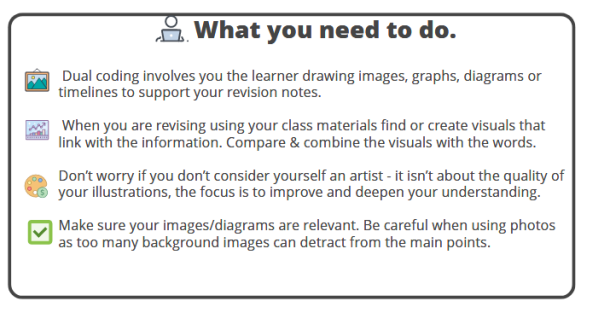 What you need to do.
Dual coding involves you the learner drawing images, graphs, diagrams or
timelines to support your revision notes.
When you are revising using your class materials find or create visuals that
link with the information. Compare & combine the visuals with the words.
Don't worry if you don't consider yourself an artist - it isn't about the quality of
your illustrations, the focus is to improve and deepen your understanding.
Make sure your images/diagrams are relevant. Be careful when using photos
as too many background images can detract from the main points.